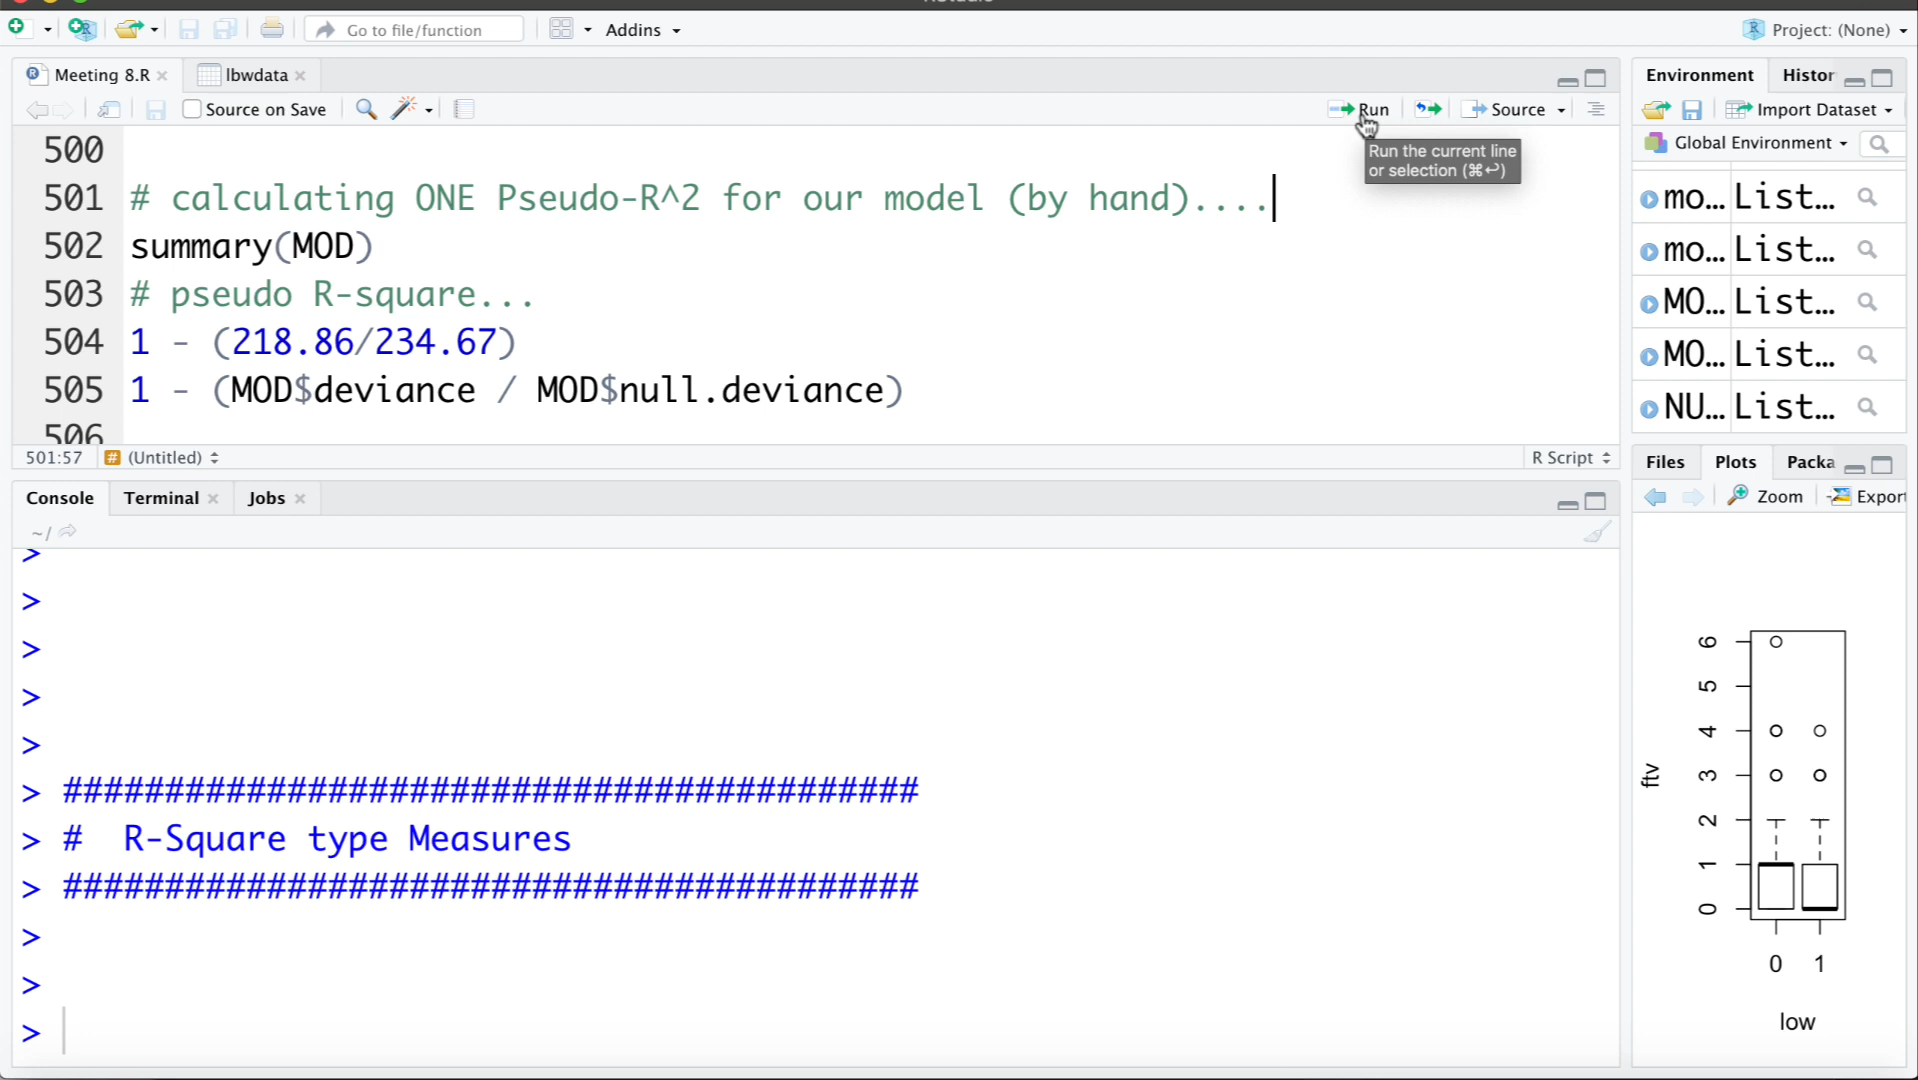 Go to file/function
Addins
Project: (None)
Meeting 8.R
lbwdata
Source on Save
Run
Source
Run the current line
or selection (⌘↩)
500
501 # calculating ONE Pseudo-R^2 for our model (by hand)....
502 summary(MOD)
503 # pseudo R-square...
504 1 - (218.86/234.67)
505 1 - (MOD$deviance / MOD$null.deviance)
506
501:57
# (Untitled)
R Script
Console
Terminal
Jobs
~/
>
>
>
>
>
> ##########################################
> #  R-Square type Measures
> ##########################################
>
>
>
Environment
Histor
Import Dataset
Global Environment
mo... List...
mo... List...
MO... List...
MO... List...
NU... List...
Files
Plots
Packa
Zoom
Export
ftv
6
5
4
3
2
1
0
0 1
low